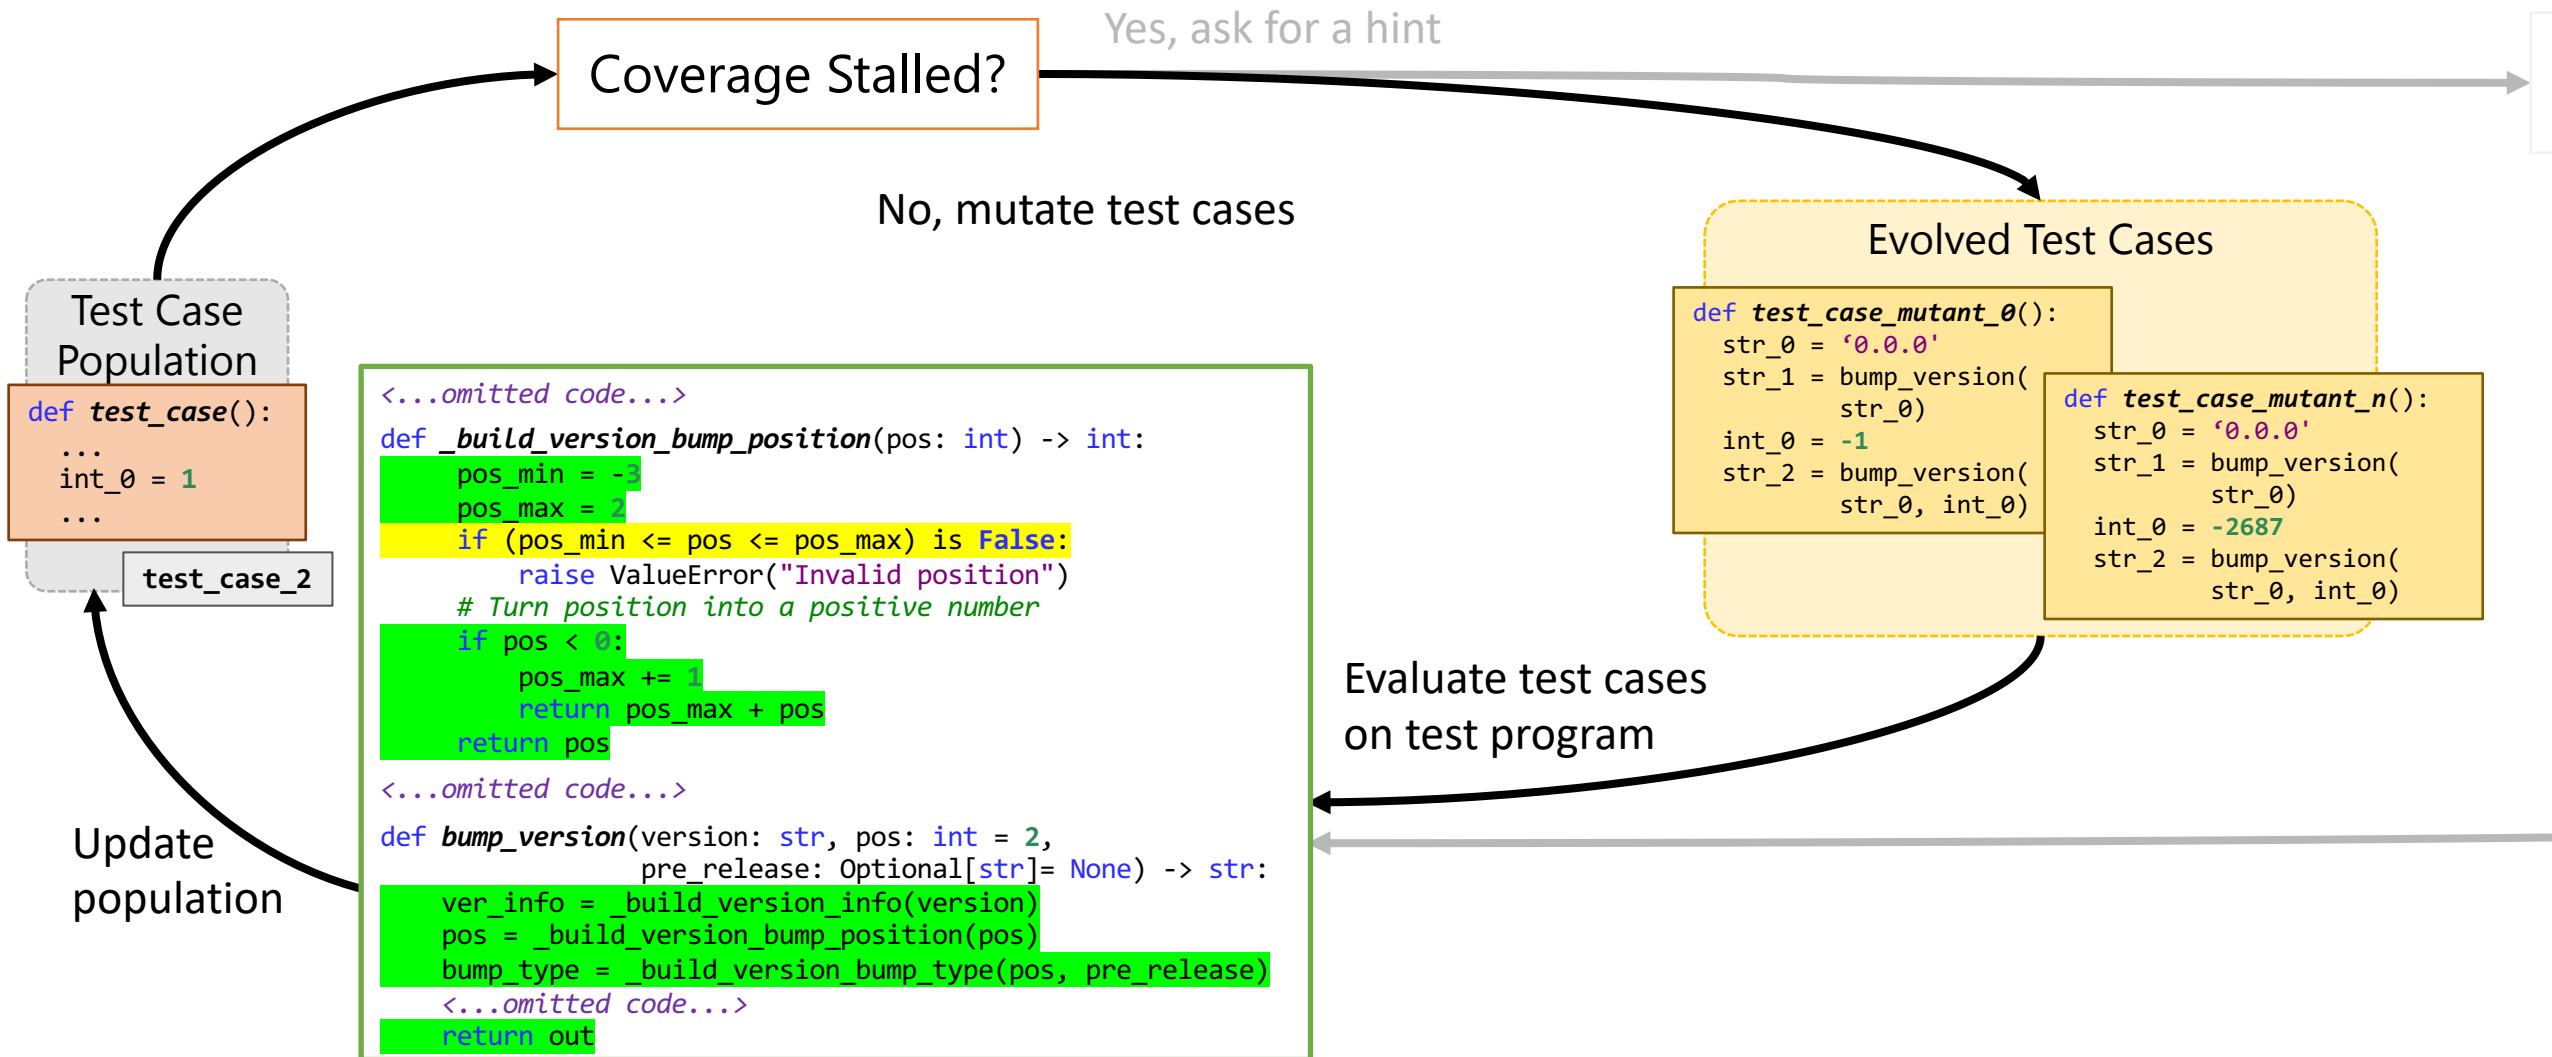 Yes, ask for a hint
Coverage Stalled?
No, mutate test cases
Evolved Test Cases
def test_case_mutant_0():
str_0 = ‘0.0.0'
str_1 = bump_version(
str_0)
int_0 = -1
str_2 = bump_version(
str_0, int_0)
def test_case_mutant_n():
str_0 = ‘0.0.0'
str_1 = bump_version(
str_0)
int_0 = -2687
str_2 = bump_version(
str_0, int_0)
Test Case
Population
def test_case():
...
int_0 = 1
...
test_case_2
<...omitted code...>
def _build_version_bump_position(pos: int) -> int:
pos_min = -3
pos_max = 2
if (pos_min <= pos <= pos_max) is False:
raise ValueError("Invalid position")
# Turn position into a positive number
if pos < 0:
pos_max += 1
return pos_max + pos
return pos
<...omitted code...>
def bump_version(version: str, pos: int = 2,
pre_release: Optional[str]= None) -> str:
ver_info = _build_version_info(version)
pos = _build_version_bump_position(pos)
bump_type = _build_version_bump_type(pos, pre_release)
<...omitted code...>
return out
Evaluate test cases
on test program
Update
population